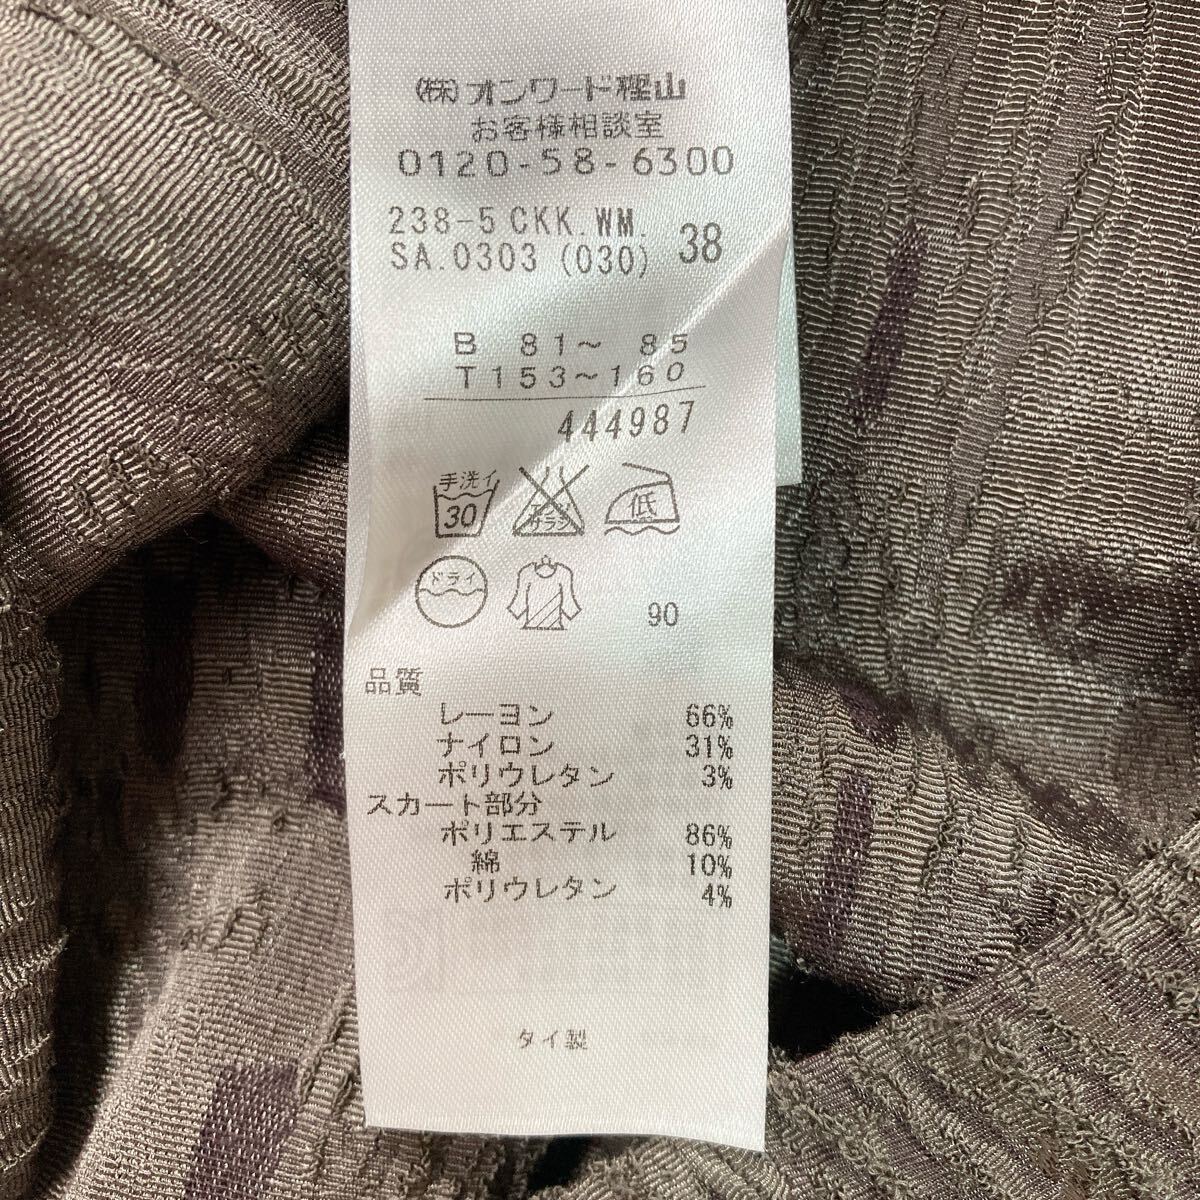 (株)オンワード樫山
お客様相談室
0120-58-6300
238-5 CKK.WM.
SA.0303 (030) 38
B 81～ 85
T153～160
444987
手洗イ
30
サラシ
低
ドライ
90
品質
レーヨン 66%
ナイロン 31%
ポリウレタン 3%
スカート部分
ポリエステル 86%
綿 10%
ポリウレタン 4%
タイ製